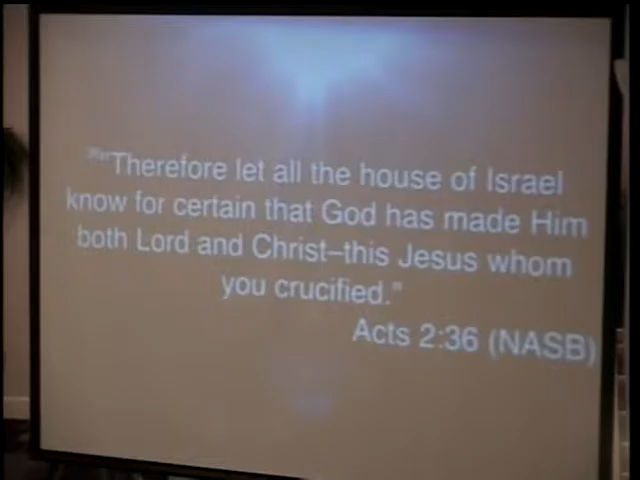 "Therefore let all the house of Israel
know for certain that God has made Him
both Lord and Christ–this Jesus whom
you crucified."
Acts 2:36 (NASB)